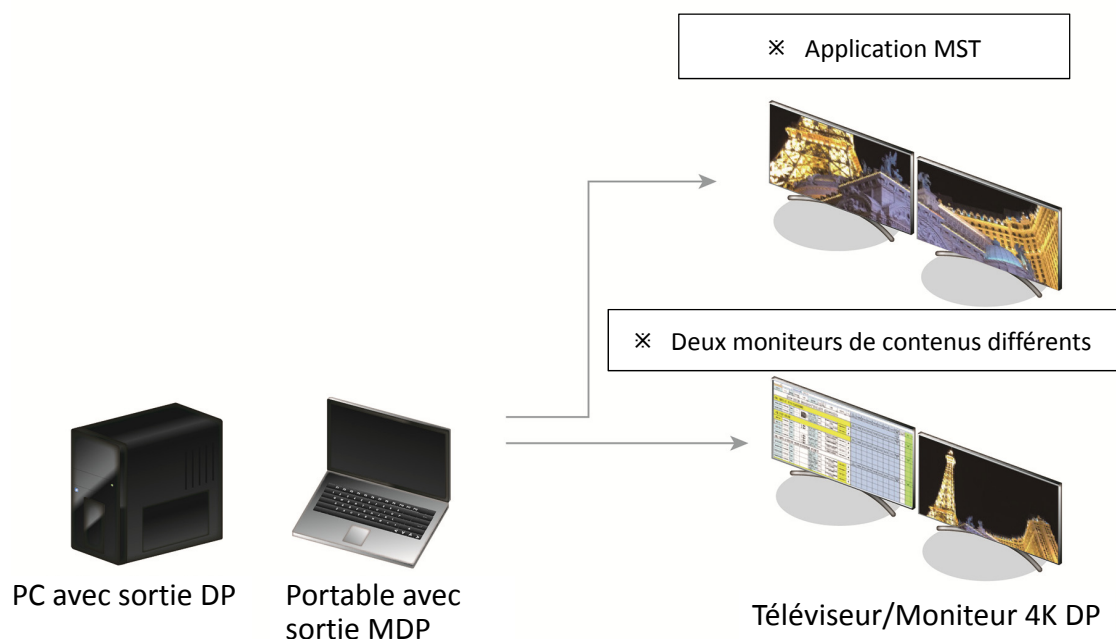 ※ Application MST
※ Deux moniteurs de contenus différents
PC avec sortie DP
Portable avec
sortie MDP
Téléviseur/Moniteur 4K DP